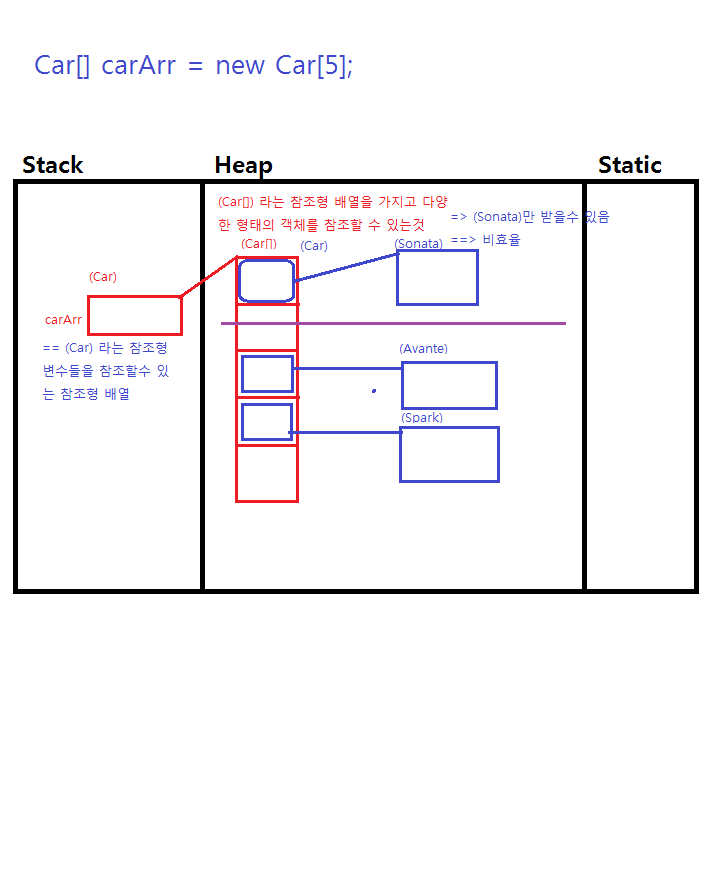 Car[] carArr = new Car[5];
Stack
Heap
Static
(Car[]) 라는 참조형 배열을 가지고 다양
한 형태의 객체를 참조할 수 있는것
=> (Sonata)만 받을수 있음
==> 비효율
(Car[])
(Car)
(Sonata)
(Car)
carArr
== (Car) 라는 참조형
변수들을 참조할수 있
는 참조형 배열
(Avante)
(Spark)